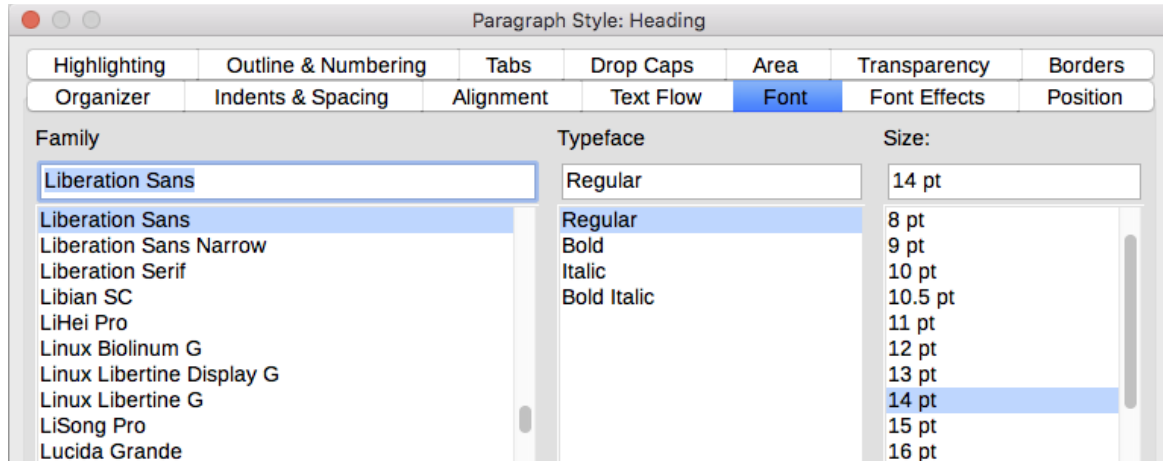 Paragraph Style: Heading
Highlighting Outline & Numbering Tabs Drop Caps Area Transparency Borders
Organizer Indents & Spacing Alignment Text Flow Font Font Effects Position
Family Typeface Size:
Liberation Sans Regular 14 pt
Liberation Sans Regular 8 pt
Liberation Sans Narrow Bold 9 pt
Liberation Serif Italic 10 pt
Libian SC Bold Italic 10.5 pt
LiHei Pro 11 pt
Linux Biolinum G 12 pt
Linux Libertine Display G 13 pt
Linux Libertine G 14 pt
LiSong Pro 15 pt
Lucida Grande 16 pt